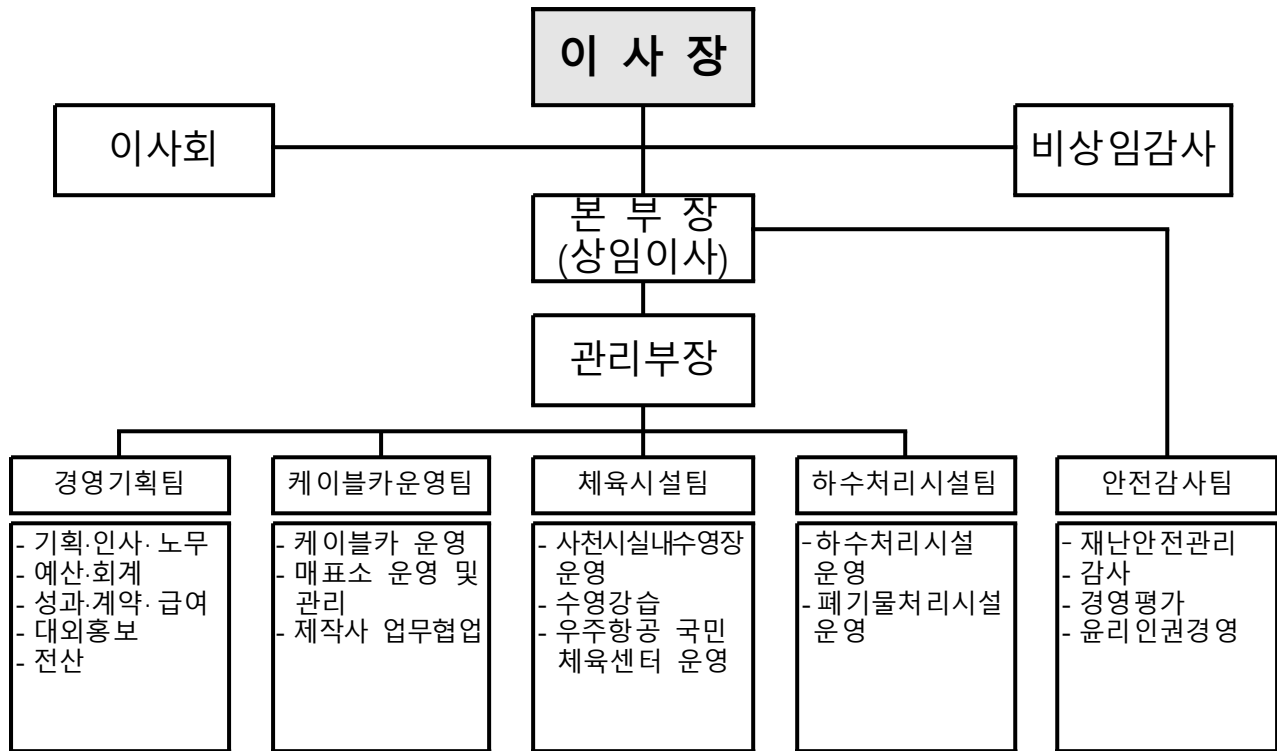 이 사 장
이사회
비상임감사
본 부 장
(상임이사)
관리부장
경영기획팀
케이블카운영팀
체육시설팀
하수처리시설팀
안전감사팀
- 기획·인사· 노무
- 예산·회계
- 성과·계약· 급여
- 대외홍보
- 전산
- 케이블카 운영
- 매표소 운영 및
관리
- 제작사 업무협업
- 사천시실내수영장
운영
- 수영강습
- 우주항공 국민
체육센터 운영
-하수처리시설
운영
-폐기물처리시설
운영
- 재난안전관리
- 감사
- 경영평가
- 윤리인권경영